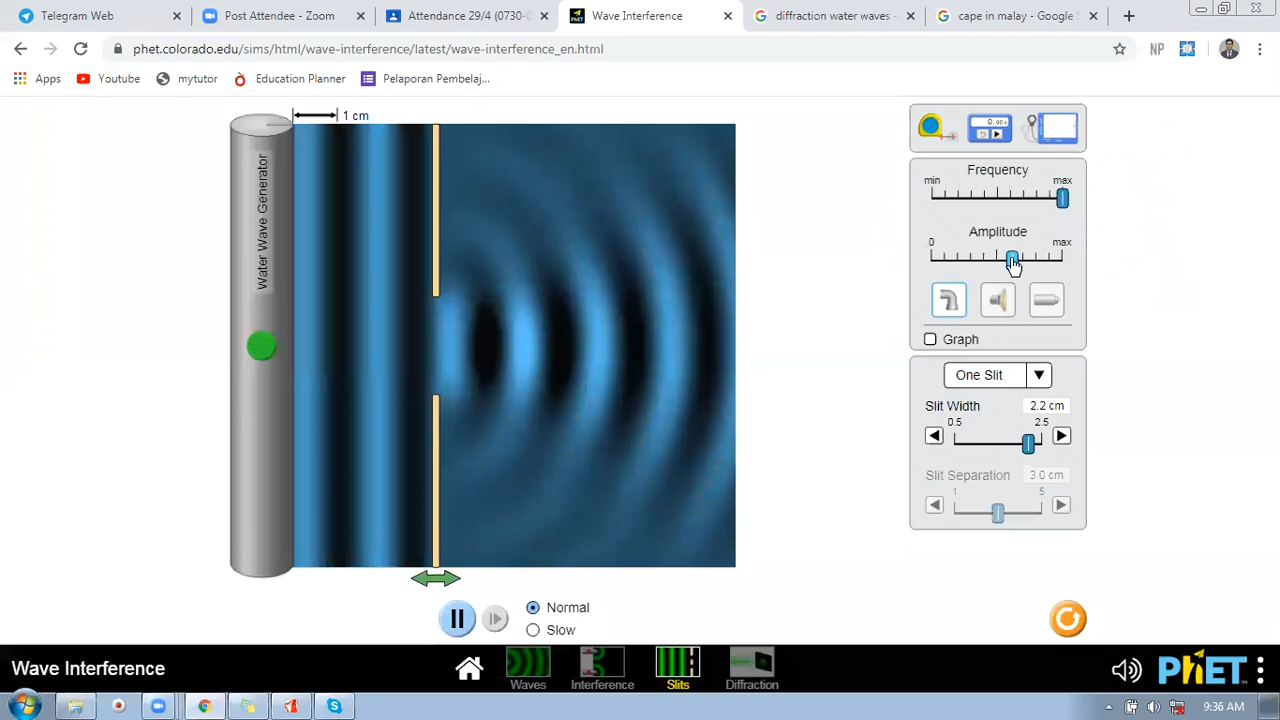 Telegram Web
Post Attendee - Zoom
Attendance 29/4 (0730-0
Wave Interference
diffraction water waves -
cape in muay - Google S
phet.colorado.edu/sims/html/wave-interference/latest/wave-interference_en.html
NP
Apps
Youtube
mytutor
Education Planner
Pelaporan Pembelaj...
1 cm
Water Wave Generator
Frequency
min
max
Amplitude
0
max
Graph
One Slit
Slit Width
2.2 cm
0.5
2.5
Slit Separation
3.0 cm
1
5
Normal
Slow
Wave Interference
Waves
Interference
Slits
Diffraction
PhET
9:36 AM